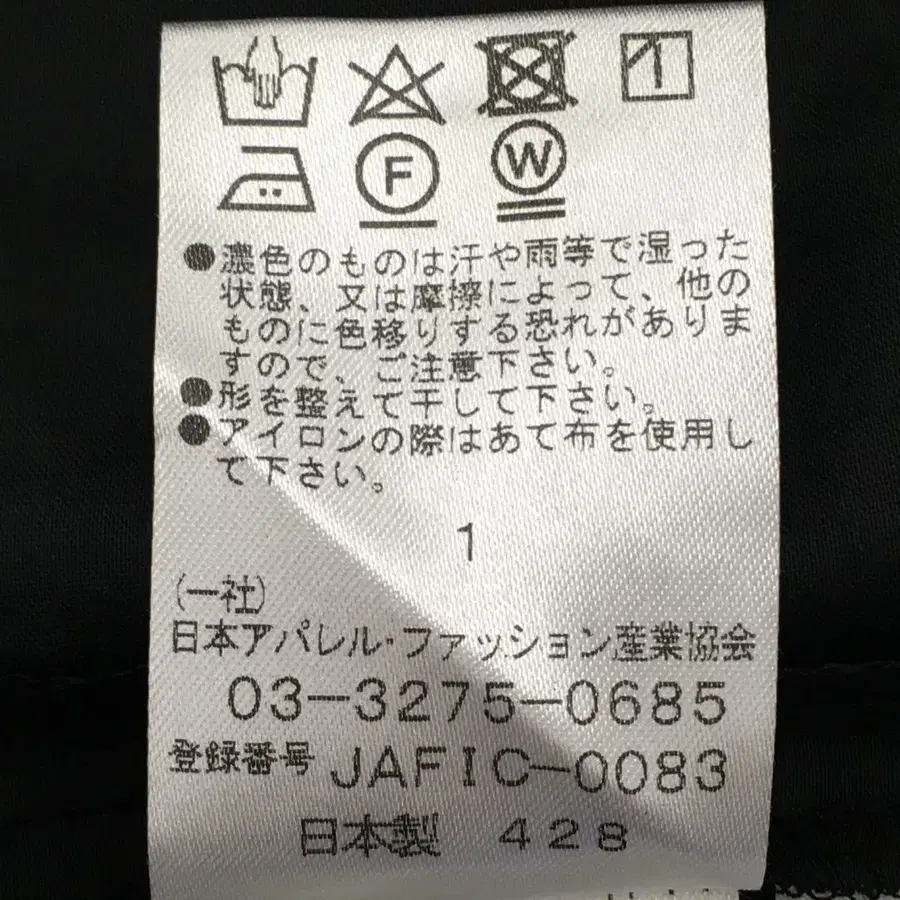 F W
●濃色のものは汗や雨等で湿った
状態、又は摩擦によって、他の
ものに色移りする恐れがありま
すので、ご注意下さい。
●形を整えて干して下さい。
●アイロンの際はあて布を使用し
て下さい。
1
(一社)
日本アパレル・ファッション産業協会
03-3275-0685
登録番号 JAFIC-0083
日本製 428